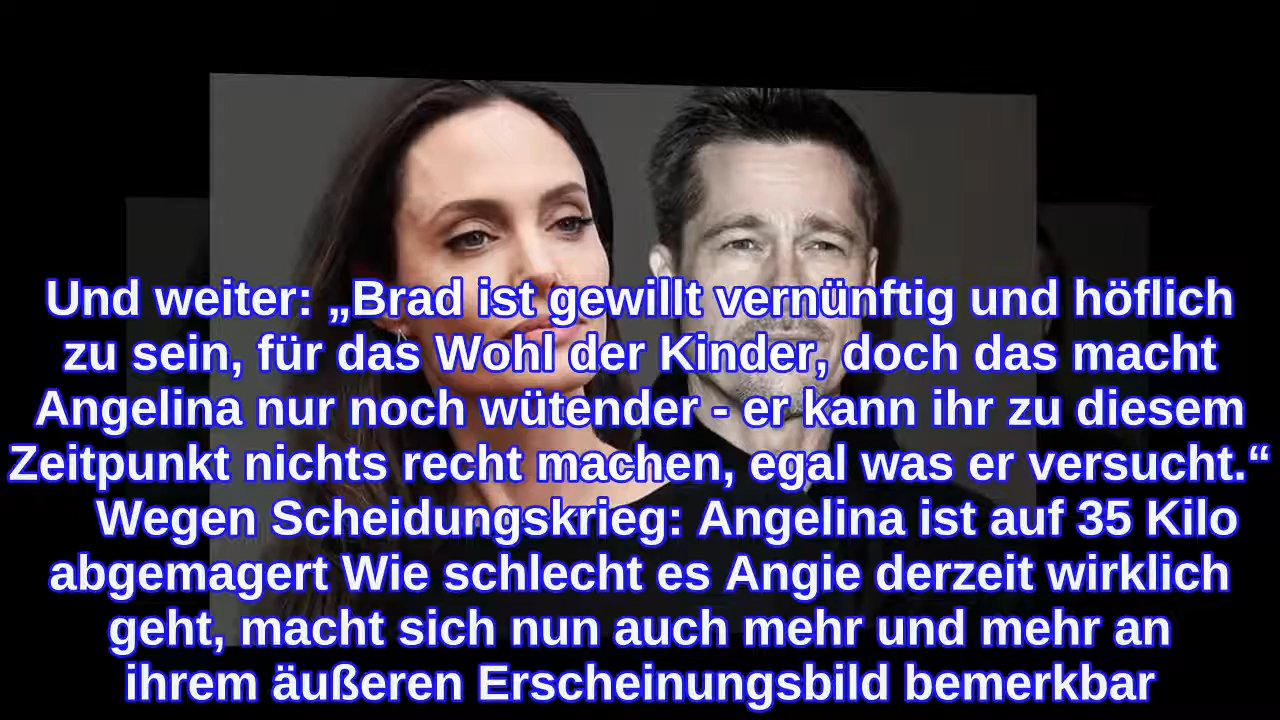 Und weiter: „Brad ist gewillt vernünftig und höflich
zu sein, für das Wohl der Kinder, doch das macht
Angelina nur noch wütender - er kann ihr zu diesem
Zeitpunkt nichts recht machen, egal was er versucht.“
Wegen Scheidungskrieg: Angelina ist auf 35 Kilo
abgemagert Wie schlecht es Angie derzeit wirklich
geht, macht sich nun auch mehr und mehr an
ihrem äußeren Erscheinungsbild bemerkbar